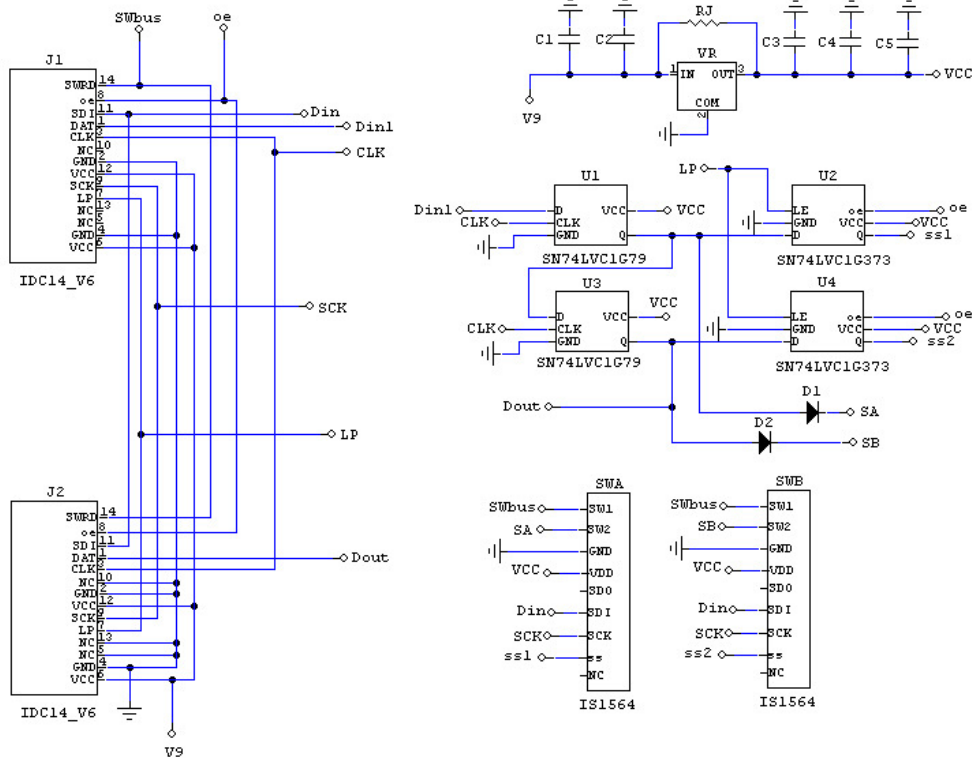 SWbus
oe
J1
SWRD 14
oe 8
SDI 11
DAT 1
CLK 3
NC 10
GND 2
VCC 12
SCK 9
LP 7
NC 13
NC 5
GND 4
VCC 6
IDC14_V6
Din
Din1
CLK
SCK
LP
J2
SWRD 14
oe 8
SDI 11
DAT 1
CLK 3
NC 10
GND 2
VCC 12
SCK 9
LP 7
NC 13
NC 5
GND 4
VCC 6
IDC14_V6
Dout
V9
C1
C2
RJ
VR
1 IN OUT 3
COM
2
C3
C4
C5
VCC
V9
LP
U1
Din1
D
CLK
CLK
VCC
VCC
GND
Q
SN74LVC1G79
U2
LE
oe
oe
GND
VCC
VCC
D
Q
ss1
SN74LVC1G373
U3
VCC
D
VCC
CLK
CLK
GND
Q
SN74LVC1G79
U4
LE
oe
oe
GND
VCC
VCC
D
Q
ss2
SN74LVC1G373
Dout
D1
SA
D2
SB
SWA
SWbus
SW1
SA
SW2
GND
VCC
VDD
SDO
Din
SDI
SCK
SCK
ss1
ss
NC
IS1564
SWB
SWbus
SW1
SB
SW2
GND
VCC
VDD
SDO
Din
SDI
SCK
SCK
ss2
ss
NC
IS1564